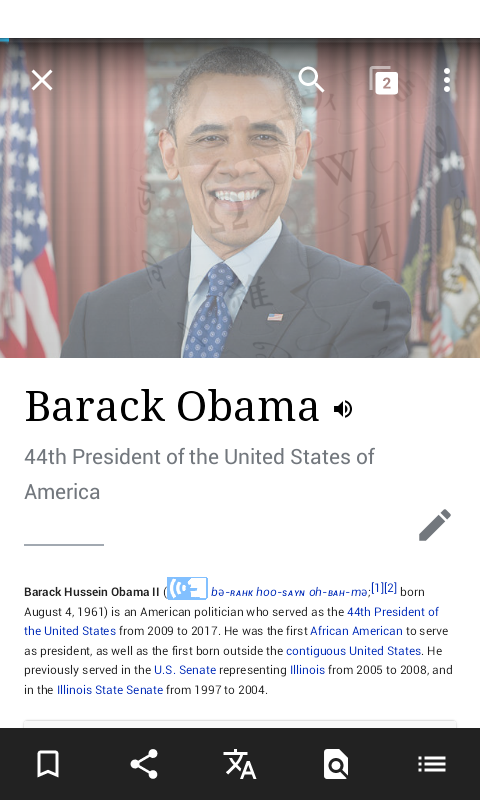 2
Barack Obama
44th President of the United States of
America
Barack Hussein Obama II ( bə-ʀᴀʜᴋ hoo-sᴀʏɴ oh-ʙᴀʜ-mə;[1][2] born
August 4, 1961) is an American politician who served as the 44th President of
the United States from 2009 to 2017. He was the first African American to serve
as president, as well as the first born outside the contiguous United States. He
previously served in the U.S. Senate representing Illinois from 2005 to 2008, and
in the Illinois State Senate from 1997 to 2004.